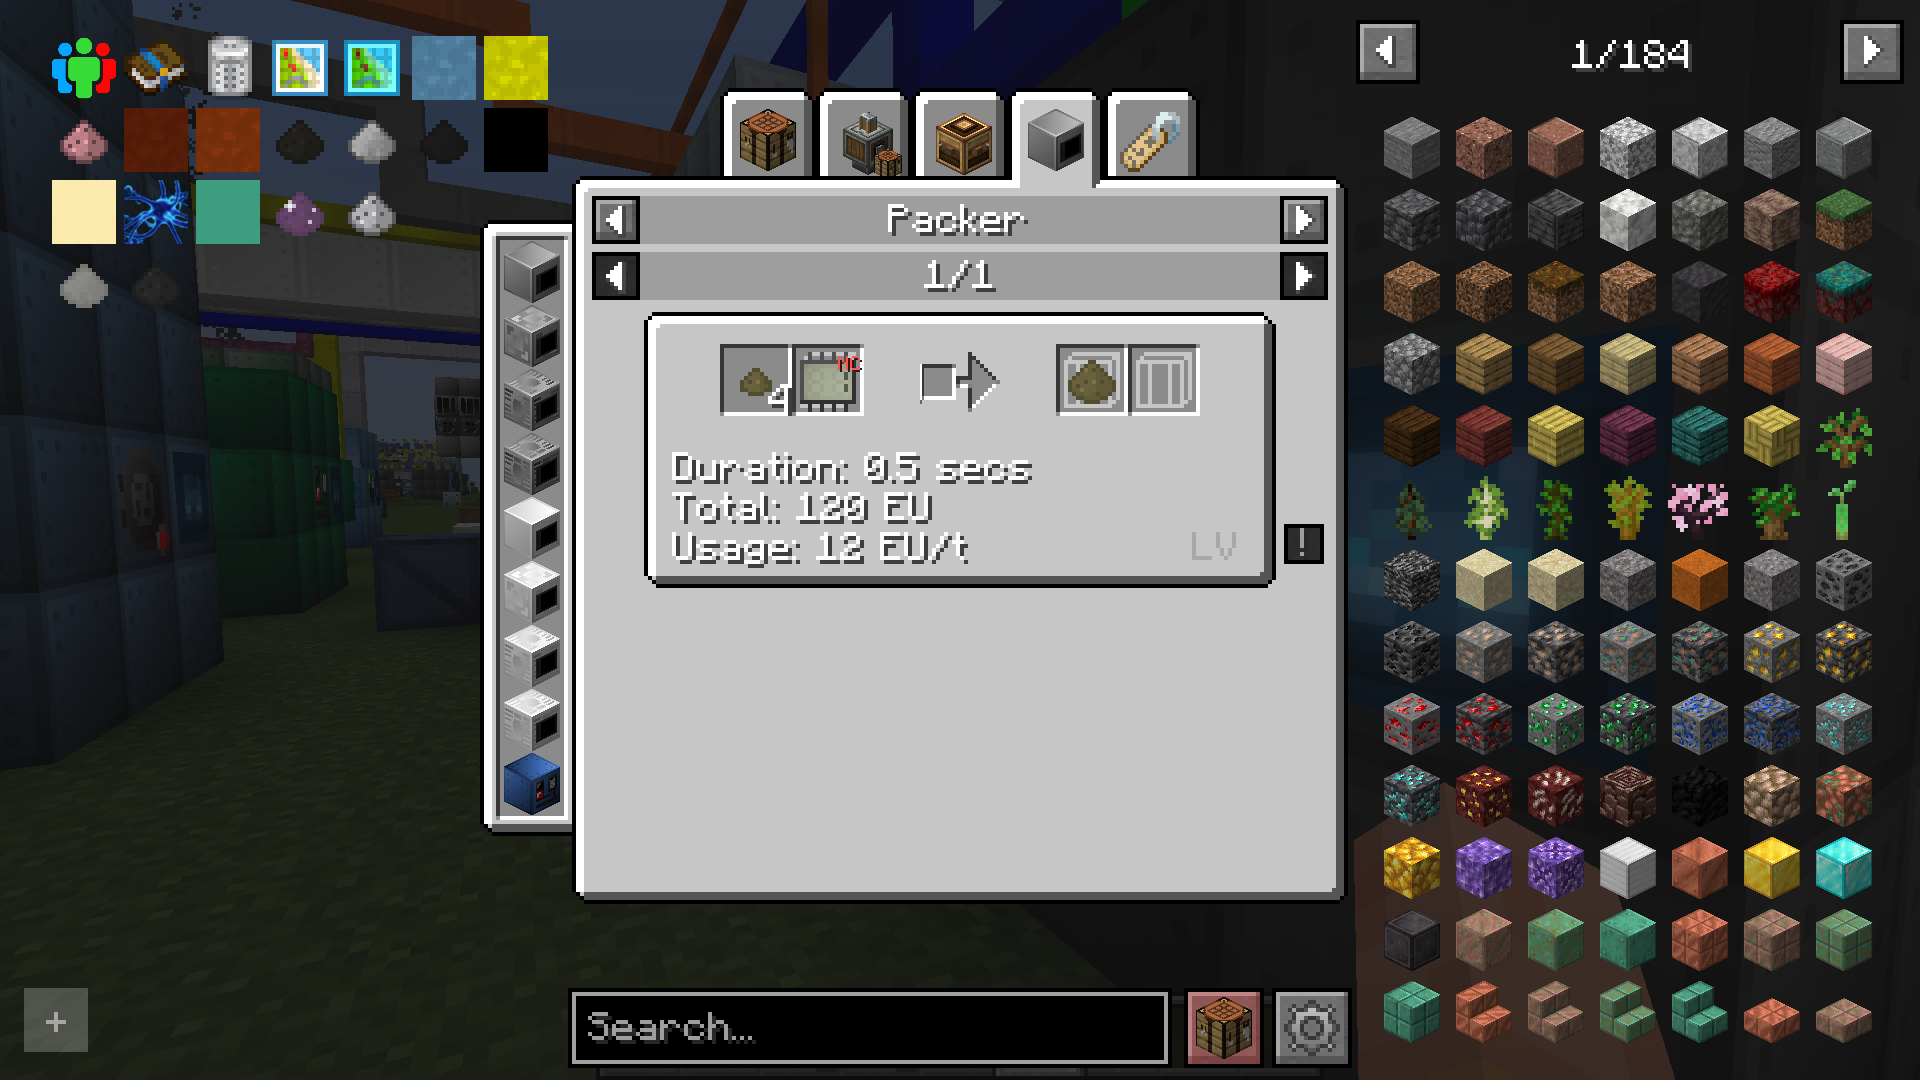 1/184
Packer
1/1
NC
4
Duration: 0.5 secs
Total: 120 EU
Usage: 12 EU/t
LV
!
Search...
+